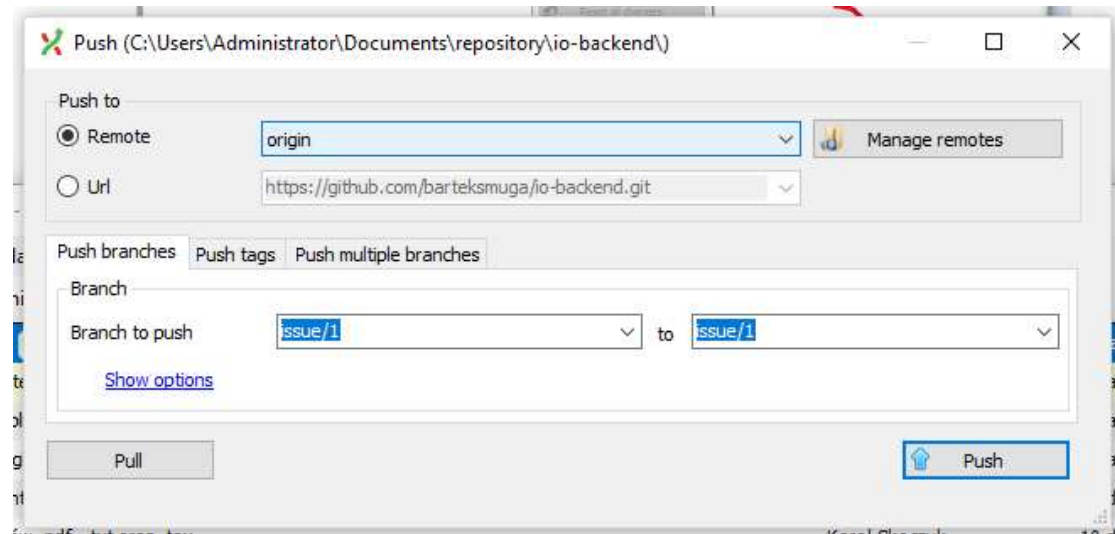 Push (C:\Users\Administrator\Documents\repository\io-backend\)
Push to
Remote origin Manage remotes
Url https://github.com/barteksmuga/io-backend.git
Push branches Push tags Push multiple branches
Branch
Branch to push issue/1 to issue/1
Show options
Pull Push